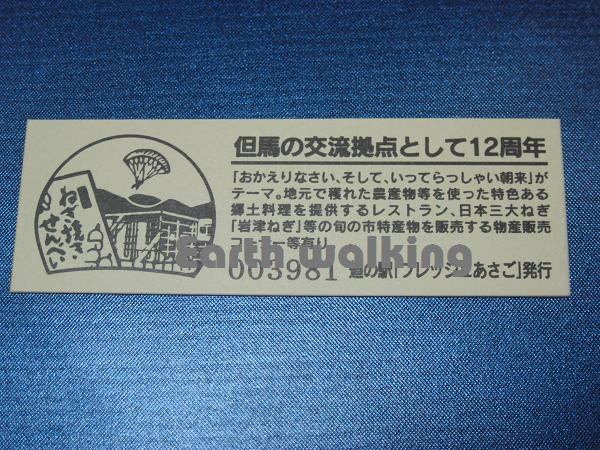 Earth walking
但馬の交流拠点として12周年
「おかえりなさい、そして、いってらっしゃい朝来」が
テーマ。地元で穫れた農産物等を使った特色ある
郷土料理を提供するレストラン、日本三大ねぎ
「岩津ねぎ」等の旬の市特産物を販売する物産販売
コーナー等有り
Earth walking
003981 道の駅「フレッシュあさご」発行
ねぎ焼き
せんべい